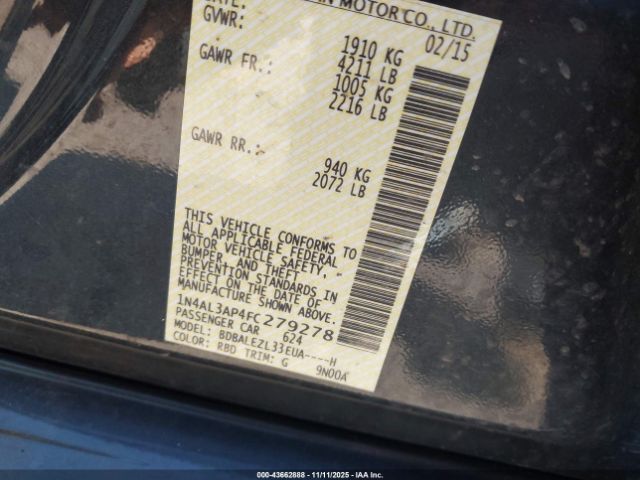 DATE:
AN MOTOR CO., LTD.
02/15
GVWR: 1910 KG
4211 LB
GAWR FR.: 1005 KG
2216 LB
GAWR RR.: 940 KG
2072 LB
THIS VEHICLE CONFORMS TO
ALL APPLICABLE FEDERAL
MOTOR VEHICLE SAFETY,
BUMPER, AND THEFT
PREVENTION STANDARDS IN
EFFECT ON THE DATE OF
MANUFACTURE SHOWN ABOVE.
1N4AL3AP4FC279278
PASSENGER CAR 624
MODEL: BDBALEZL33EUA----H
COLOR: RBD TRIM: G 9N00A
000-43662888 - 11/11/2025 - IAA Inc.